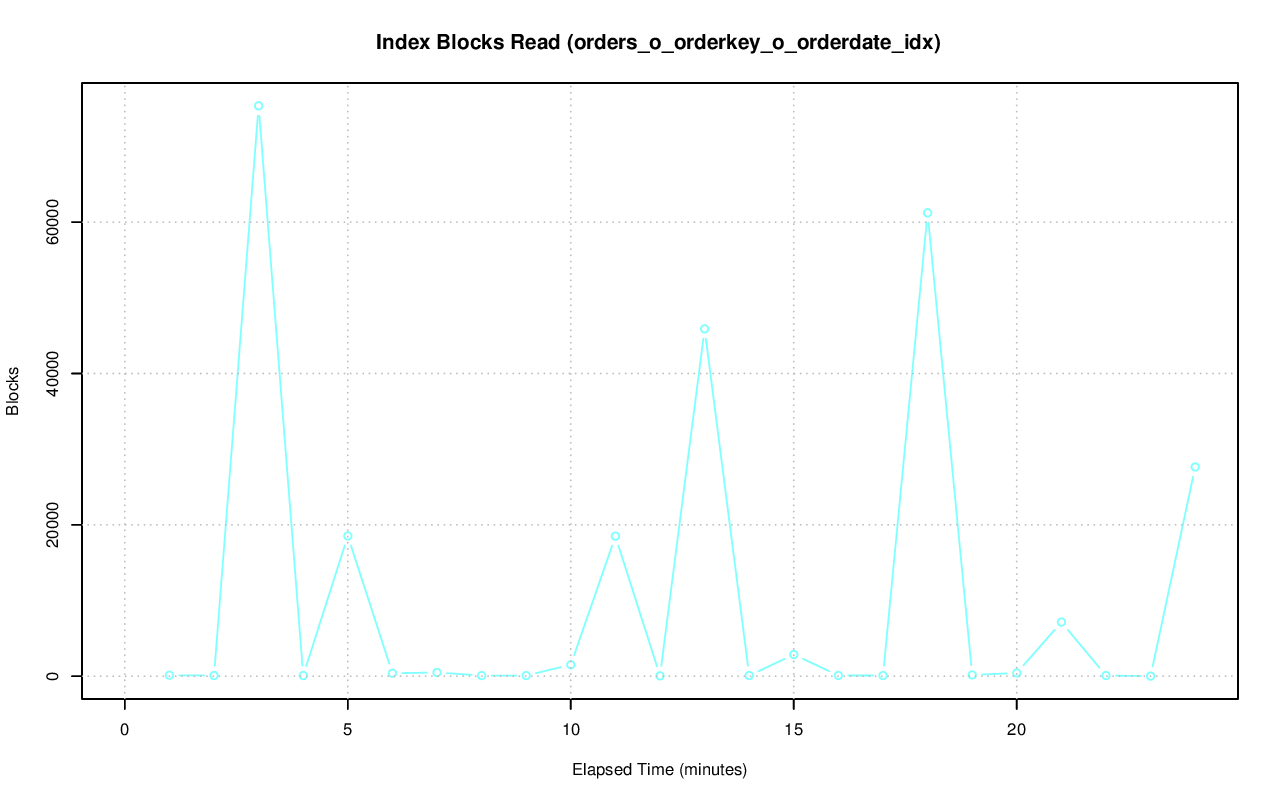 Index Blocks Read (orders_o_orderkey_o_orderdate_idx)
Blocks
60000
40000
20000
0
0 5 10 15 20
Elapsed Time (minutes)